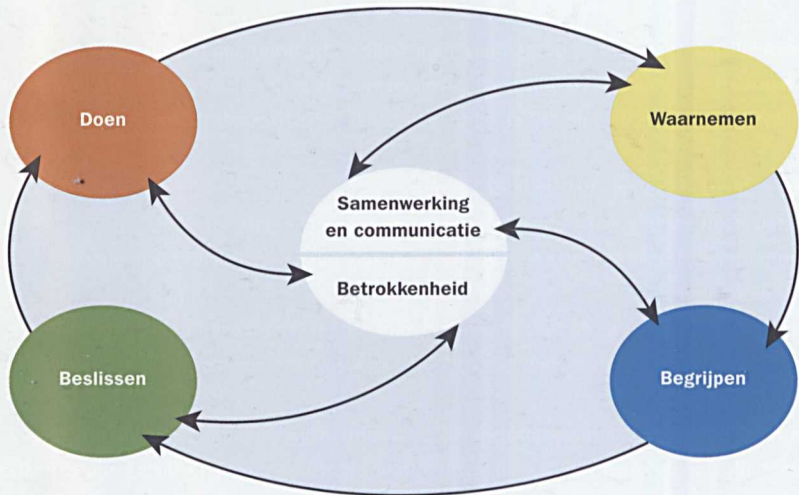 Doen
Waarnemen
Samenwerking
en communicatie
Betrokkenheid
Beslissen
Begrijpen